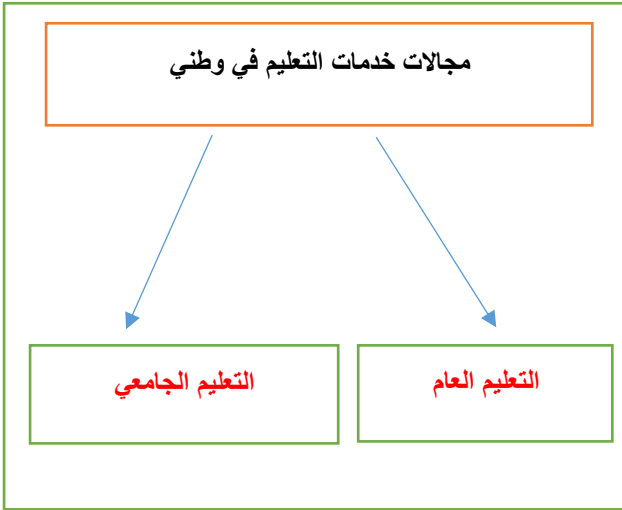 مجالات خدمات التعليم في وطني
التعليم العام
التعليم الجامعي